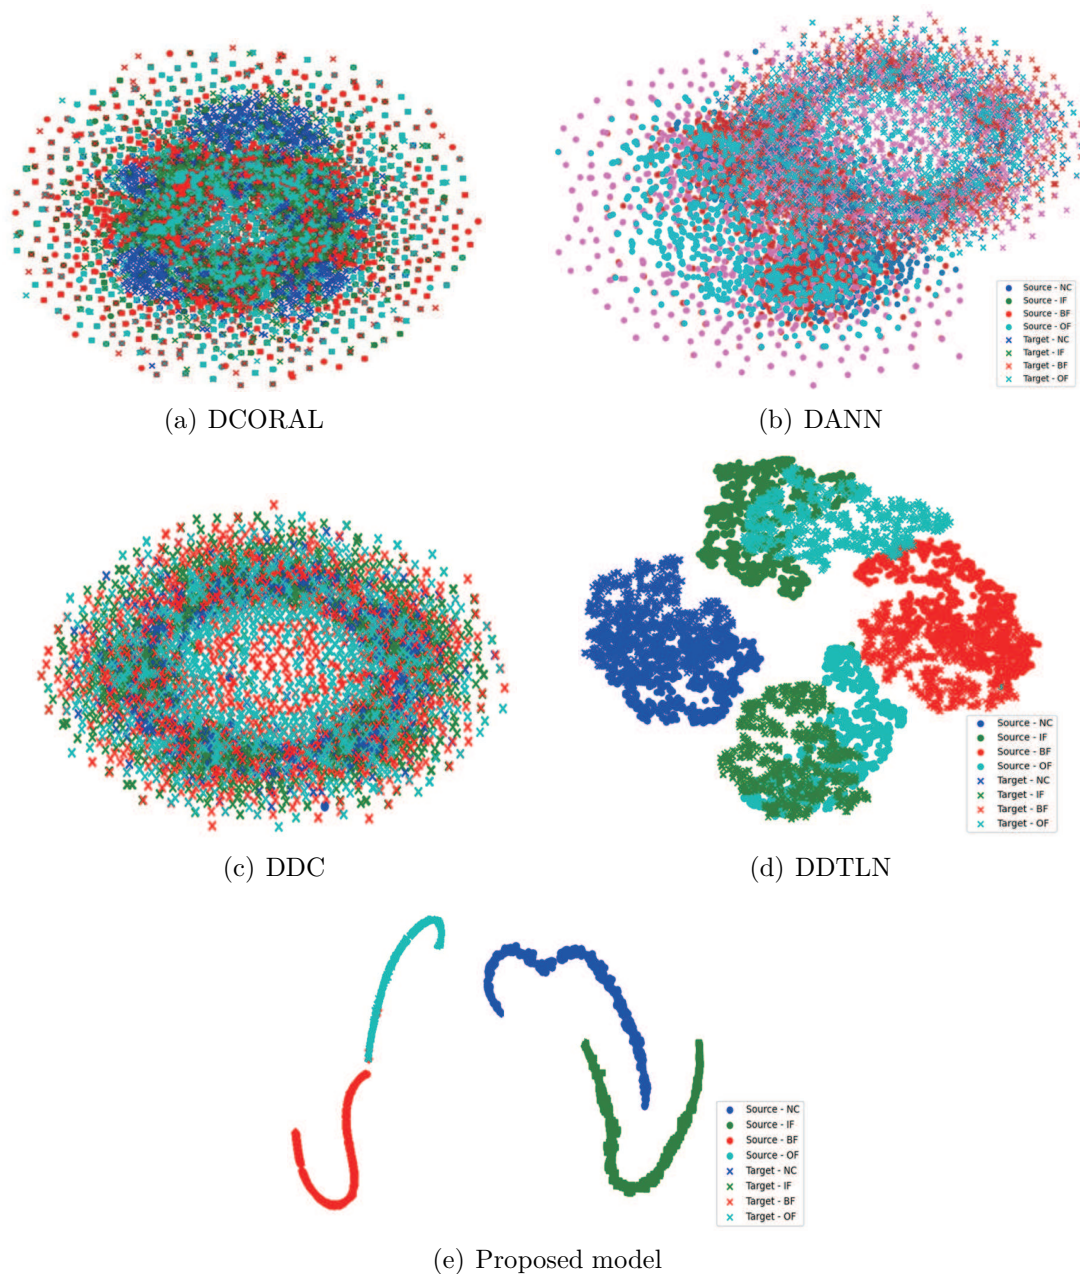 Source - NC
Source - IF
Source - BF
Source - OF
Target - NC
Target - IF
Target - BF
Target - OF
(a) DCORAL
(b) DANN
Source - NC
Source - IF
Source - BF
Source - OF
Target - NC
Target - IF
Target - BF
Target - OF
(c) DDC
(d) DDTLN
Source - NC
Source - IF
Source - BF
Source - OF
Target - NC
Target - IF
Target - BF
Target - OF
(e) Proposed model